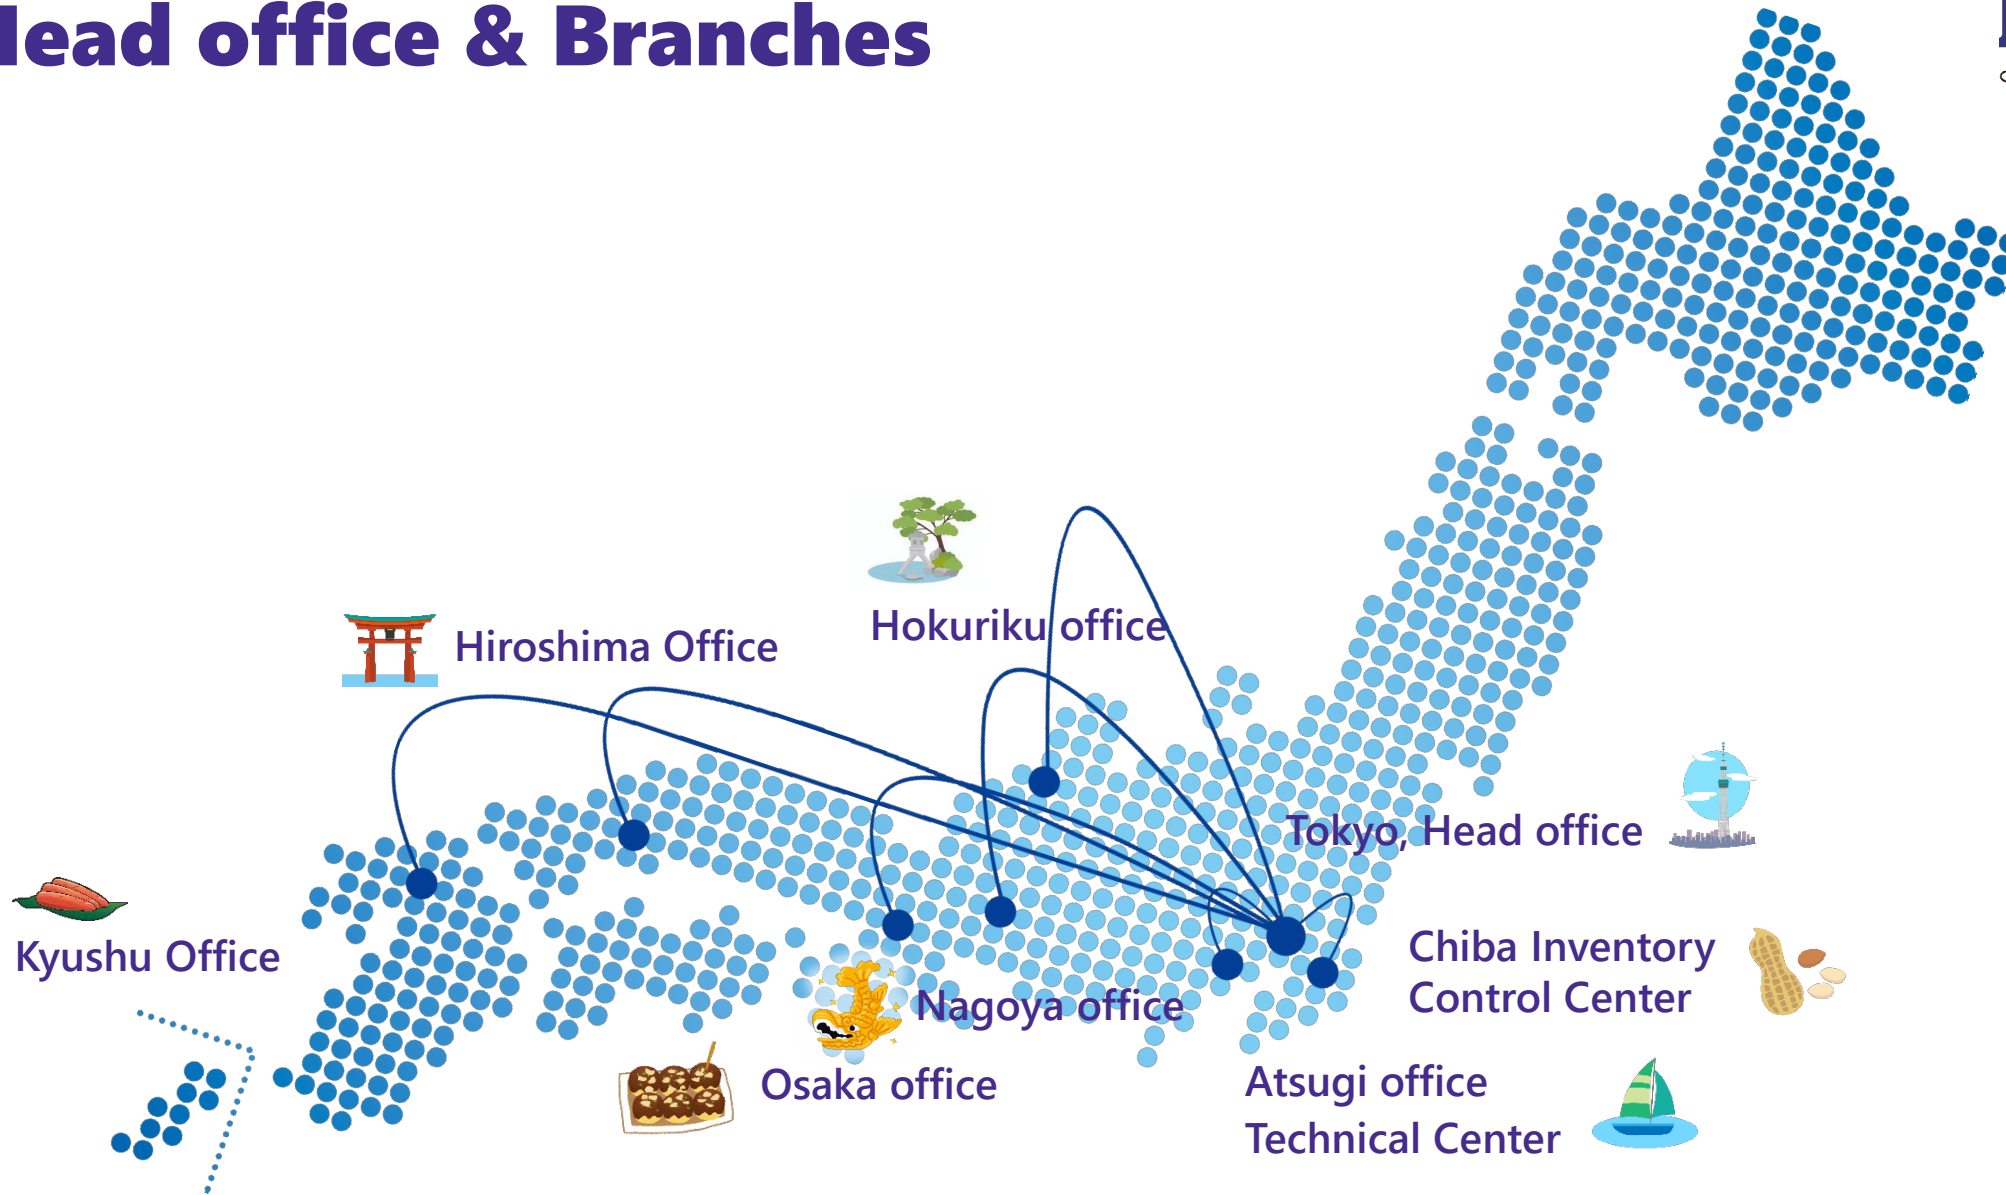 lead office & Branches
Hokuriku office
Hiroshima Office
Tokyo, Head office
Kyushu Office
Chiba Inventory
Control Center
Nagoya office
Osaka office
Atsugi office
Technical Center